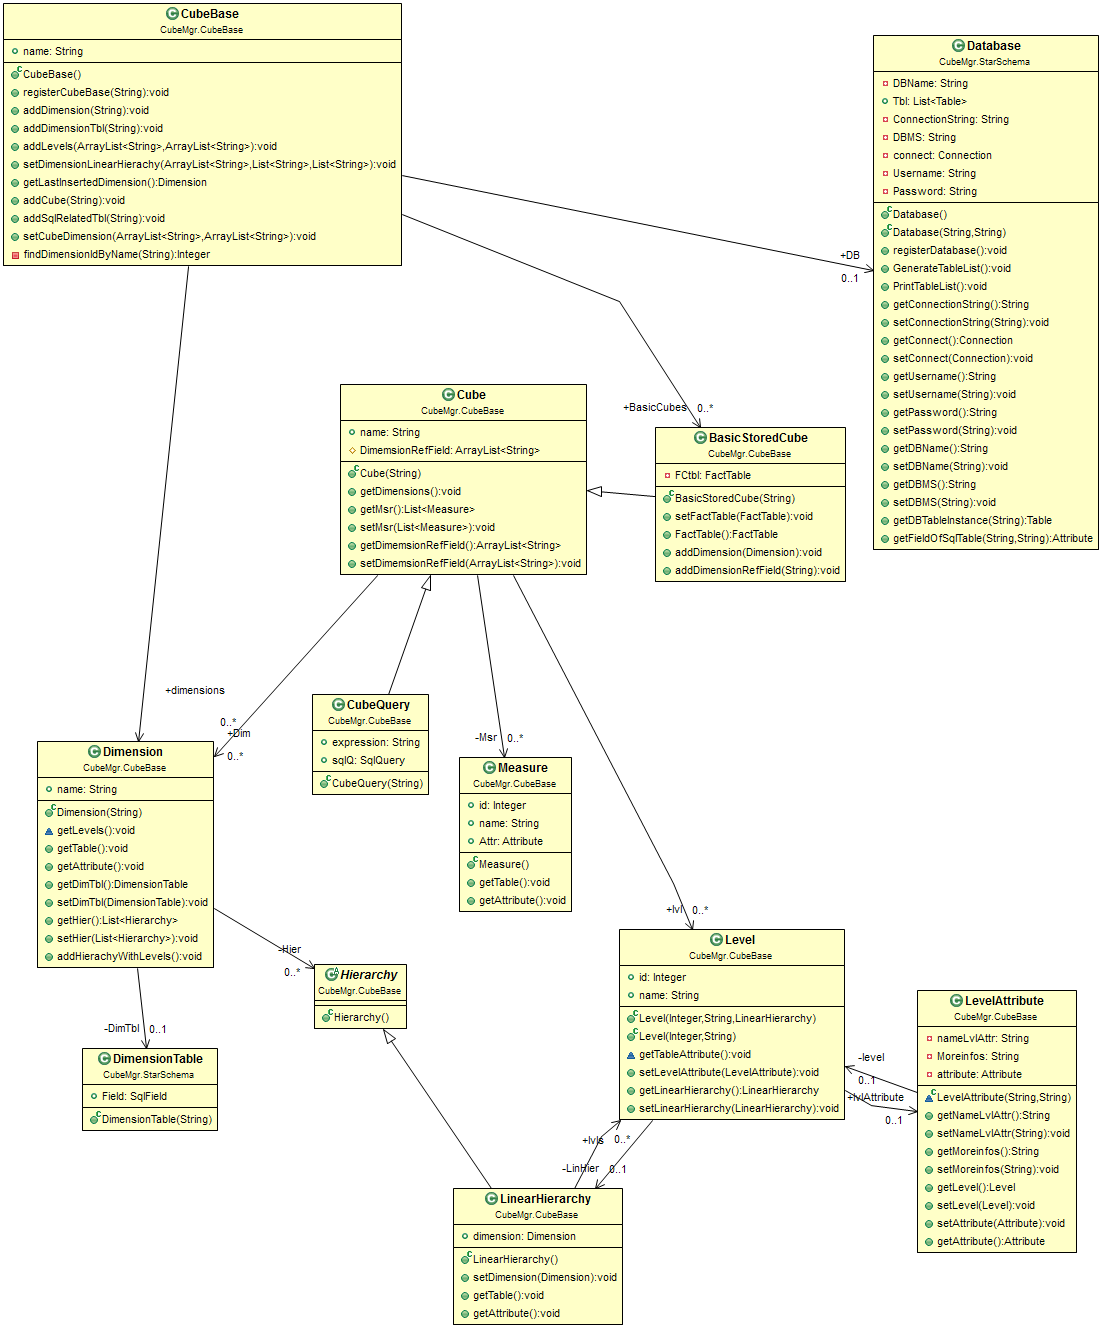 CubeBase
CubeMgr.CubeBase
name: String
CubeBase()
registerCubeBase(String):void
addDimension(String):void
addDimensionTbl(String):void
addLevels(ArrayList<String>,ArrayList<String>):void
setDimensionLinearHierachy(ArrayList<String>,List<String>,List<String>):void
getLastInsertedDimension():Dimension
addCube(String):void
addSqlRelatedTbl(String):void
setCubeDimension(ArrayList<String>,ArrayList<String>):void
findDimensionIdByName(String):Integer
Database
CubeMgr.StarSchema
DBName: String
Tbl: List<Table>
ConnectionString: String
DBMS: String
connect: Connection
Username: String
Password: String
Database()
Database(String,String)
registerDatabase():void
GenerateTableList():void
PrintTableList():void
getConnectionString():String
setConnectionString(String):void
getConnect():Connection
setConnect(Connection):void
getUsername():String
setUsername(String):void
getPassword():String
setPassword(String):void
getDBName():String
setDBName(String):void
getDBMS():String
setDBMS(String):void
getDBTableInstance(String):Table
getFieldOfSqlTable(String,String):Attribute
+DB
0..1
Cube
CubeMgr.CubeBase
name: String
DimemsionRefField: ArrayList<String>
Cube(String)
getDimensions():void
getMsr():List<Measure>
setMsr(List<Measure>):void
getDimemsionRefField():ArrayList<String>
setDimemsionRefField(ArrayList<String>):void
+BasicCubes
0..*
BasicStoredCube
CubeMgr.CubeBase
FCtbl: FactTable
BasicStoredCube(String)
setFactTable(FactTable):void
FactTable():FactTable
addDimension(Dimension):void
addDimensionRefField(String):void
+dimensions
0..*
+Dim
0..*
Dimension
CubeMgr.CubeBase
name: String
Dimension(String)
getLevels():void
getTable():void
getAttribute():void
getDimTbl():DimensionTable
setDimTbl(DimensionTable):void
getHier():List<Hierarchy>
setHier(List<Hierarchy>):void
addHierachyWithLevels():void
CubeQuery
CubeMgr.CubeBase
expression: String
sqlQ: SqlQuery
CubeQuery(String)
-Msr
0..*
Measure
CubeMgr.CubeBase
id: Integer
name: String
Attr: Attribute
Measure()
getTable():void
getAttribute():void
+lvl
0..*
Level
CubeMgr.CubeBase
id: Integer
name: String
Level(Integer,String,LinearHierarchy)
Level(Integer,String)
getTableAttribute():void
setLevelAttribute(LevelAttribute):void
getLinearHierarchy():LinearHierarchy
setLinearHierarchy(LinearHierarchy):void
-Hier
0..*
Hierarchy
CubeMgr.CubeBase
Hierarchy()
-DimTbl
0..1
DimensionTable
CubeMgr.StarSchema
Field: SqlField
DimensionTable(String)
LevelAttribute
CubeMgr.CubeBase
nameLvlAttr: String
Moreinfos: String
attribute: Attribute
LevelAttribute(String,String)
getNameLvlAttr():String
setNameLvlAttr(String):void
getMoreinfos():String
setMoreinfos(String):void
getLevel():Level
setLevel(Level):void
setAttribute(Attribute):void
getAttribute():Attribute
-level
0..1
+lvlAttribute
0..1
+lvls
0..*
-LinHier
0..1
LinearHierarchy
CubeMgr.CubeBase
dimension: Dimension
LinearHierarchy()
setDimension(Dimension):void
getTable():void
getAttribute():void